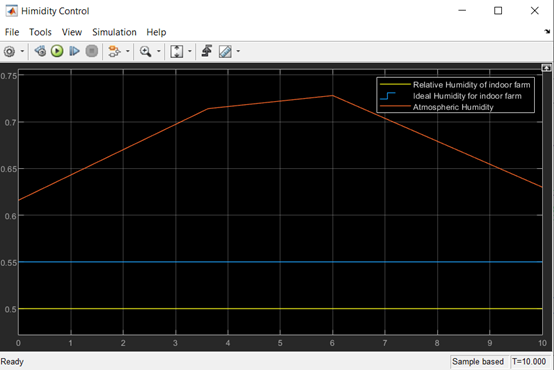 Himidity Control
File Tools View Simulation Help
0.75
Relative Humidity of indoor farm
Ideal Humidity for indoor farm
Atmospheric Humidity
0.7
0.65
0.6
0.55
0.5
0 1 2 3 4 5 6 7 8 9 10
Ready Sample based T=10.000